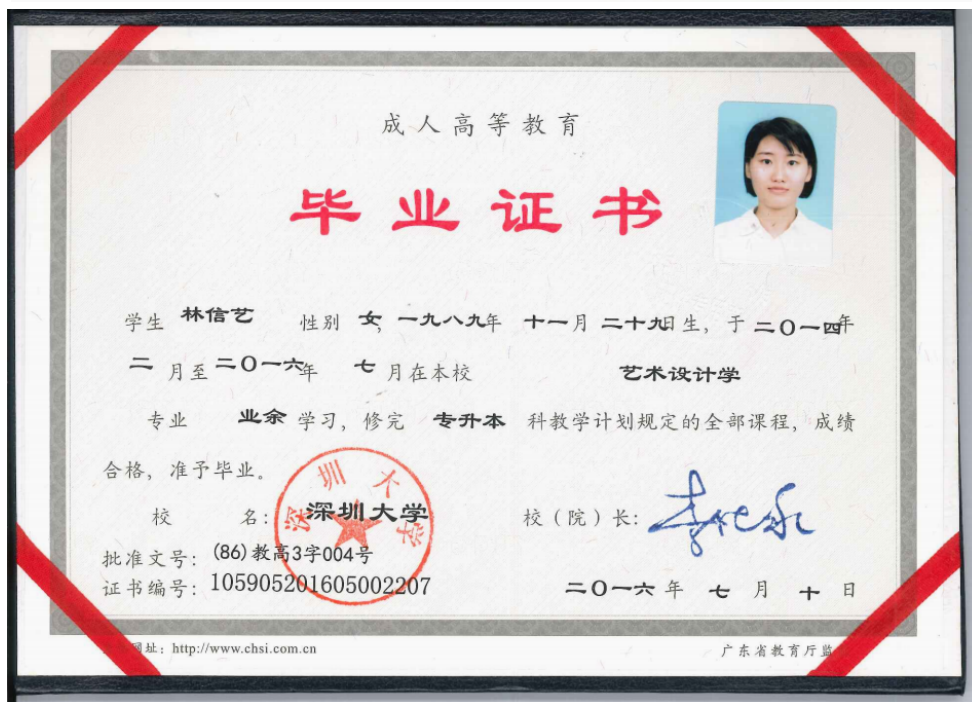 成人高等教育
毕业证书
学生 林信艺 性别 女，一九八九年 十一月 二十九日生，于 二〇一四年
二 月至 二〇一六年 七 月在本校 艺术设计学
专业 业余 学习，修完 专升本 科教学计划规定的全部课程，成绩
合格，准予毕业。
深圳大学
校 名：深圳大学 校（院）长：
批准文号：(86)教高3字004号
证书编号：105905201605002207 二〇一六年 七 月 十 日
网址：http://www.chsi.com.cn 广东省教育厅监